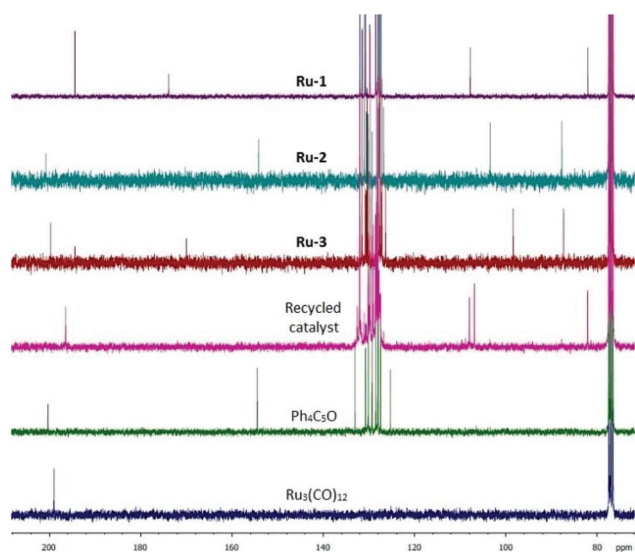 Ru-1
Ru-2
Ru-3
Recycled
catalyst
Ph₄C₅O
Ru₃(CO)₁₂
200 180 160 140 120 100 80 ppm